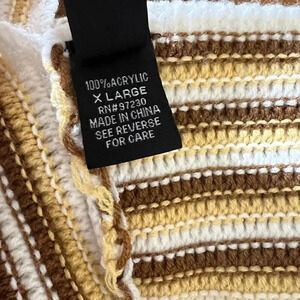 100% ACRYLIC
X LARGE
RN#97230
MADE IN CHINA
SEE REVERSE
FOR CARE